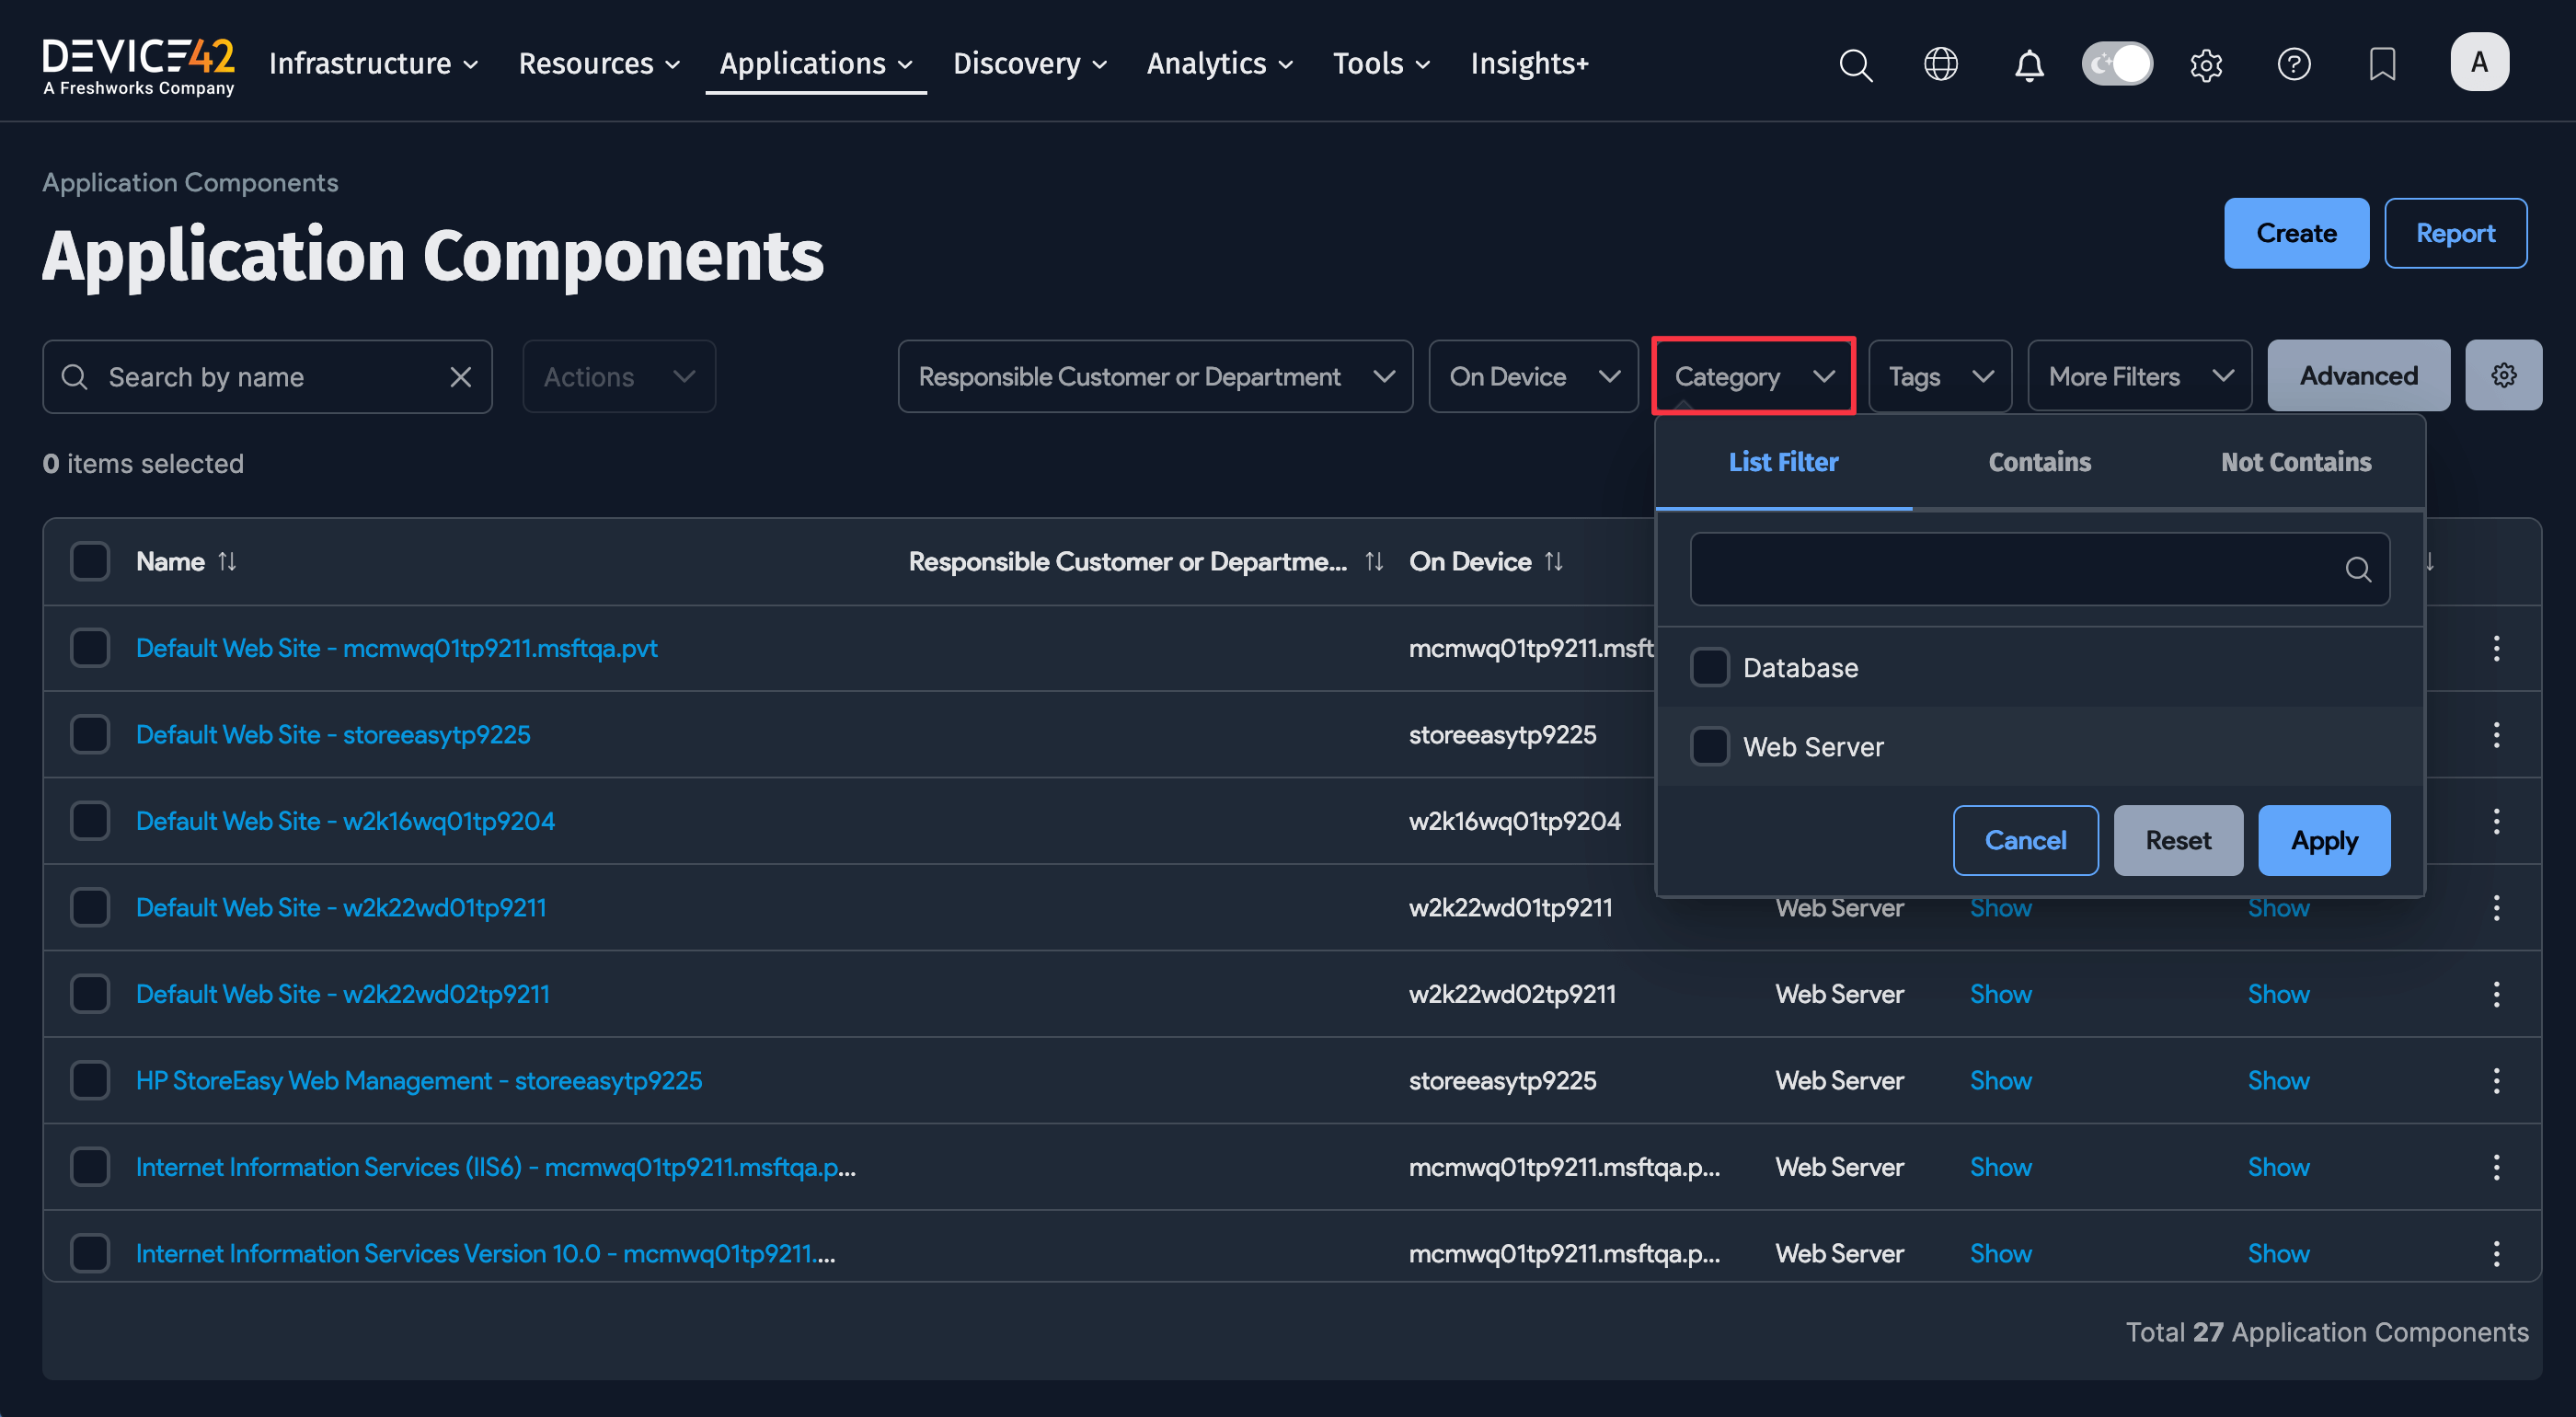 DEVICE42
A Freshworks Company
Infrastructure Resources Applications Discovery Analytics Tools Insights+
A
Application Components
Application Components
Create Report
Search by name Actions Responsible Customer or Department On Device Category Tags More Filters Advanced
0 items selected
List Filter Contains Not Contains
Name Responsible Customer or Departme... On Device
Database
Web Server
Cancel Reset Apply
Default Web Site - mcmwq01tp9211.msftqa.pvt mcmwq01tp9211.msft
Default Web Site - storeeasytp9225 storeeasytp9225
Default Web Site - w2k16wq01tp9204 w2k16wq01tp9204
Default Web Site - w2k22wd01tp9211 w2k22wd01tp9211 Web Server Show Show
Default Web Site - w2k22wd02tp9211 w2k22wd02tp9211 Web Server Show Show
HP StoreEasy Web Management - storeeasytp9225 storeeasytp9225 Web Server Show Show
Internet Information Services (IIS6) - mcmwq01tp9211.msftqa.p... mcmwq01tp9211.msftqa.p... Web Server Show Show
Internet Information Services Version 10.0 - mcmwq01tp9211.... mcmwq01tp9211.msftqa.p... Web Server Show Show
Total 27 Application Components